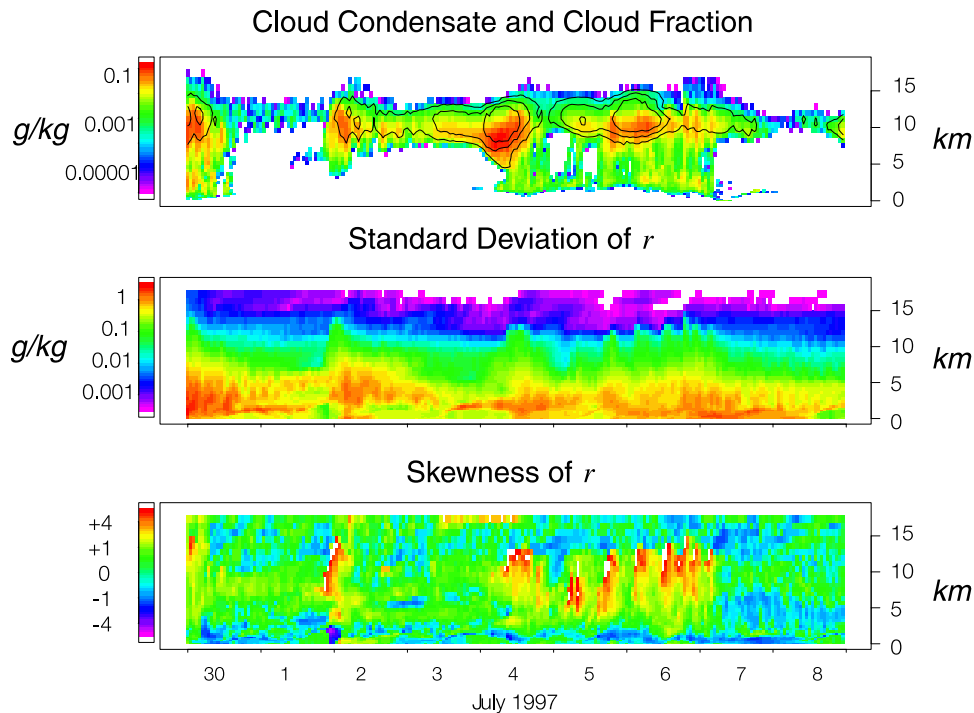 Cloud Condensate and Cloud Fraction
0.1
0.001
0.00001
g/kg
15
10
5
0
km
Standard Deviation of r
1
0.1
0.01
0.001
g/kg
15
10
5
0
km
Skewness of r
+4
+1
0
-1
-4
15
10
5
0
km
30 1 2 3 4 5 6 7 8
July 1997